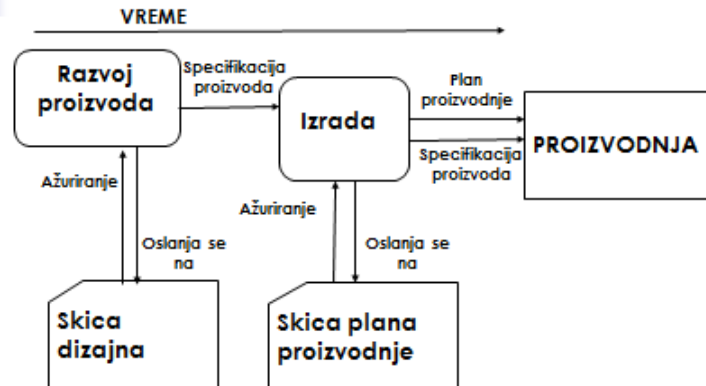 VREME
Razvoj
proizvoda
Specifikacija
proizvoda
Izrada
Plan
proizvodnje
Specifikacija
proizvoda
PROIZVODNJA
Ažuriranje
Oslanja se
na
Ažuriranje
Oslanja se
na
Skica
dizajna
Skica plana
proizvodnje